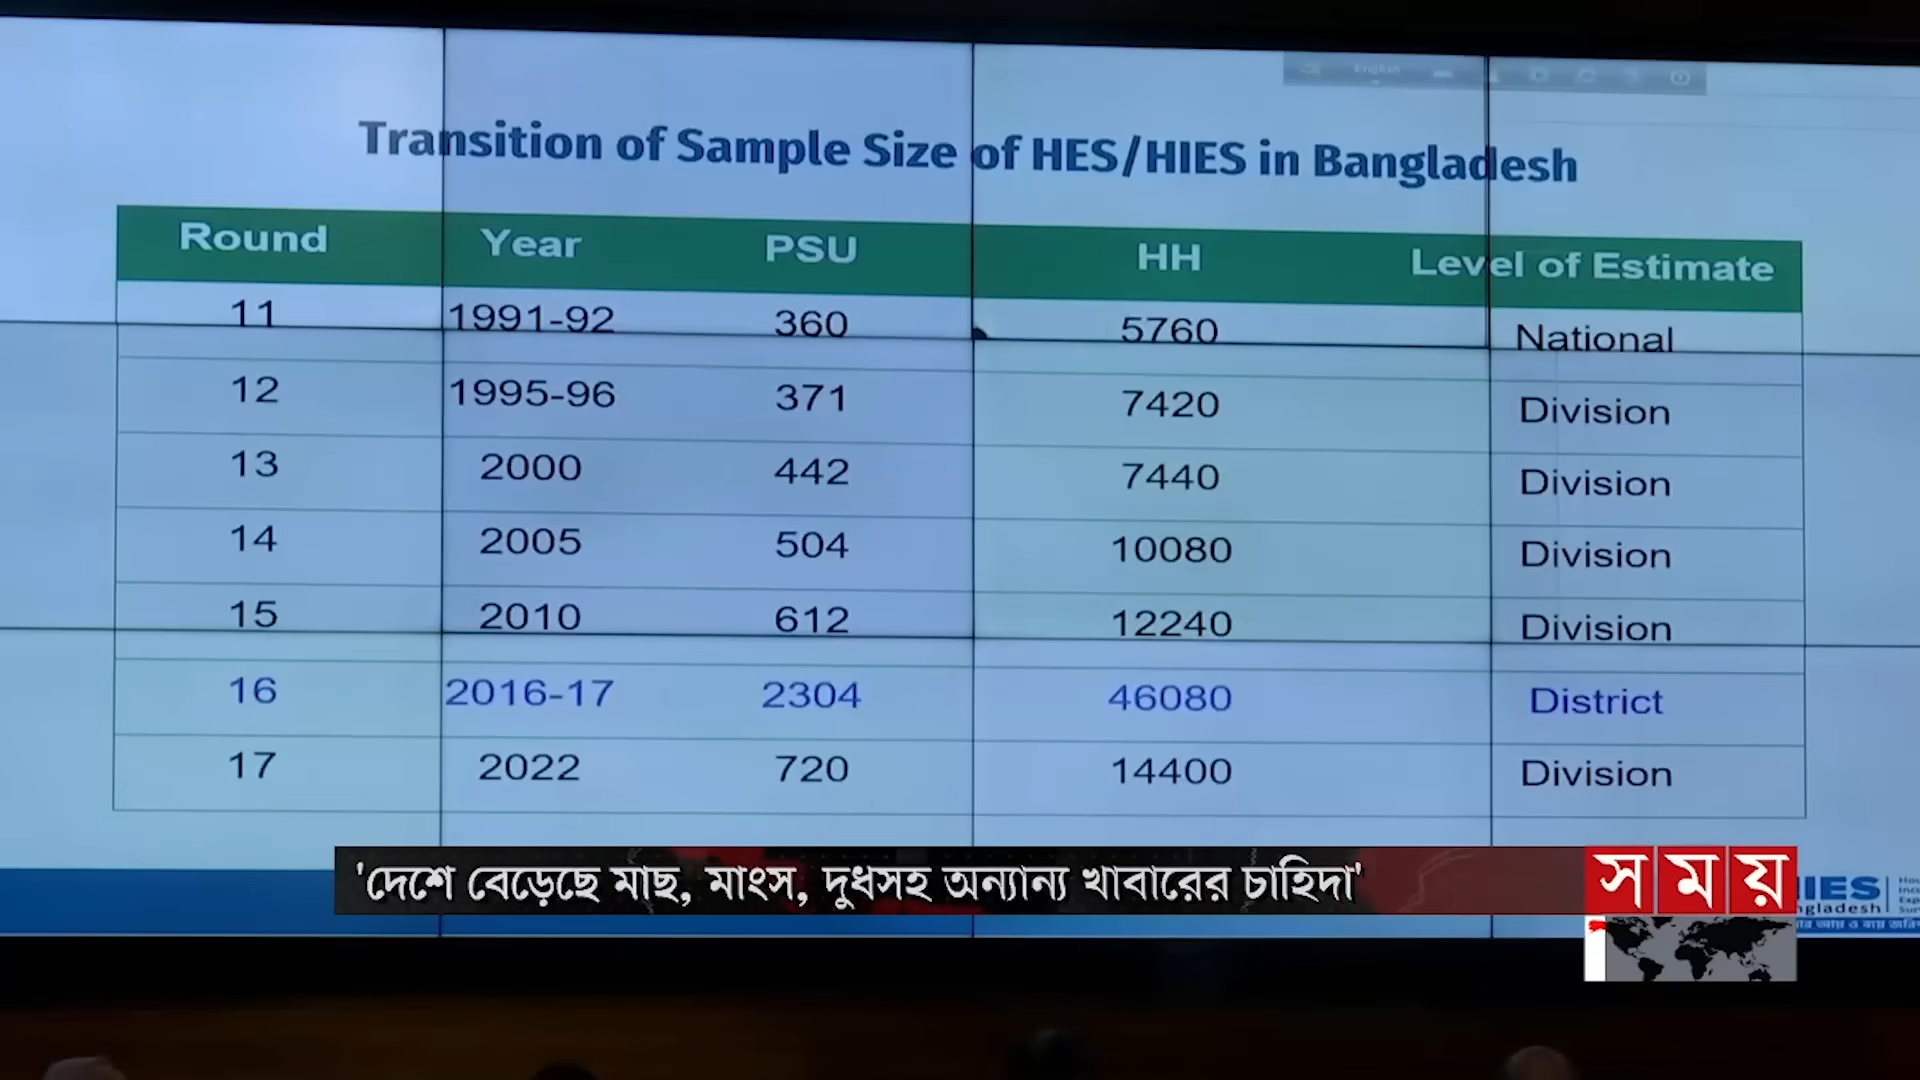 English
Transition of Sample Size of HES/HIES in Bangladesh
Round Year PSU HH Level of Estimate
11 1991-92 360 5760 National
12 1995-96 371 7420 Division
13 2000 442 7440 Division
14 2005 504 10080 Division
15 2010 612 12240 Division
16 2016-17 2304 46080 District
17 2022 720 14400 Division
'দেশে বেড়েছে মাছ, মাংস, দুধসহ অন্যান্য খাবারের চাহিদা'
সময়
HIES
ngladesh